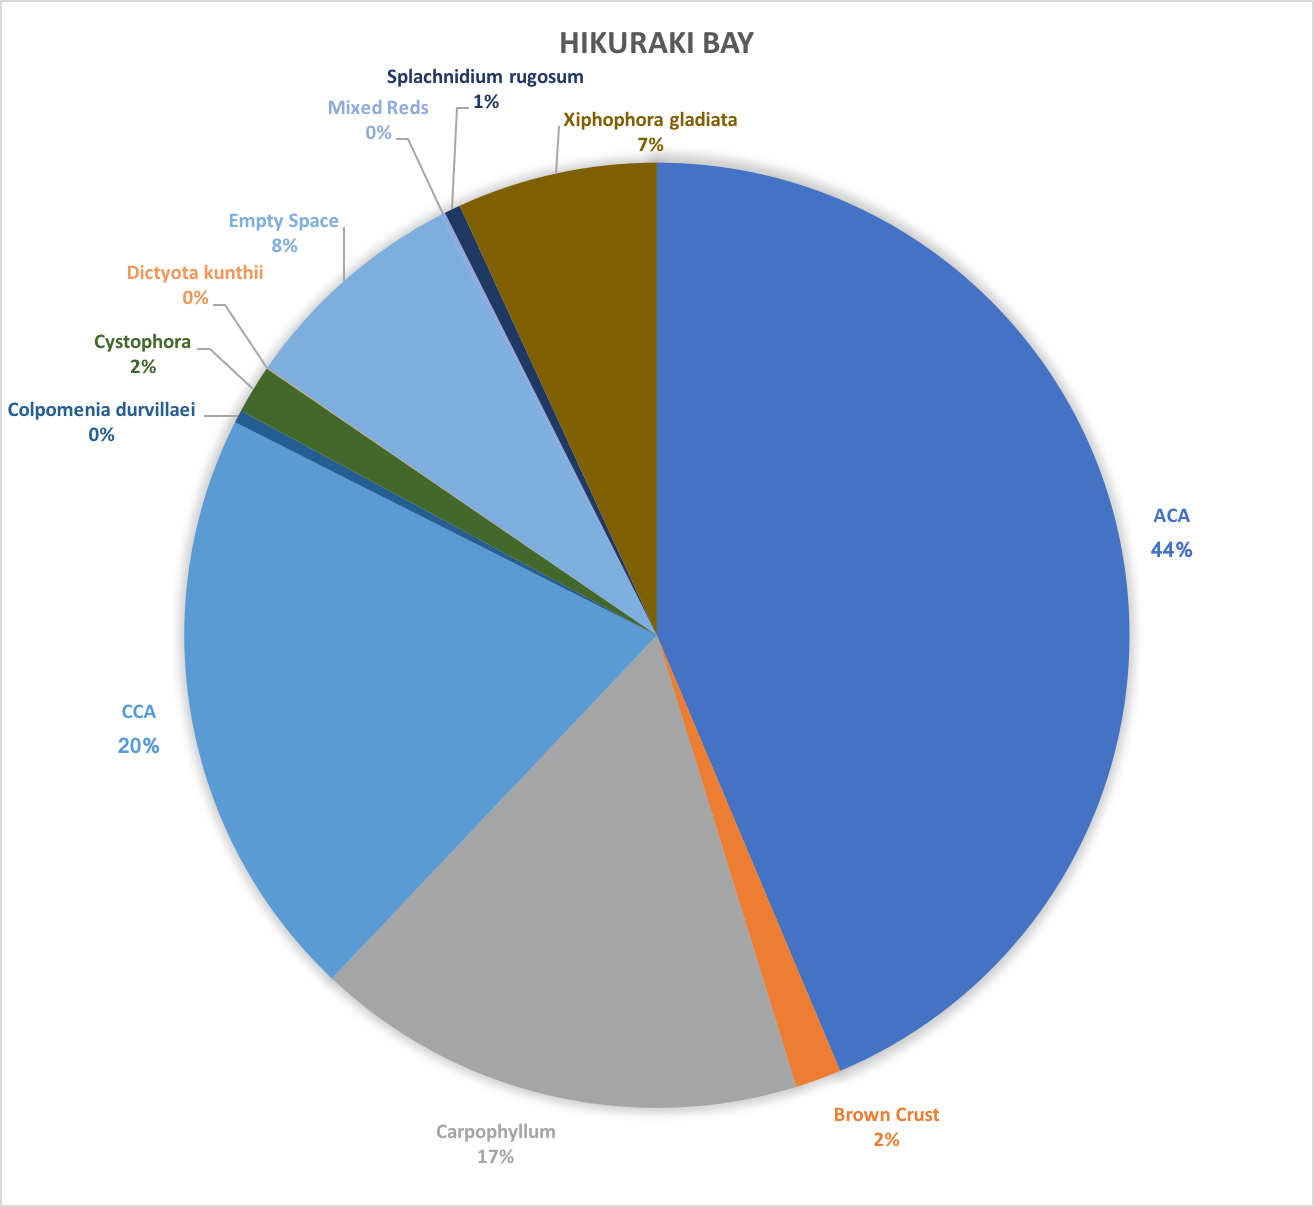 HIKURAKI BAY
Splachnidium rugosum
1%
Mixed Reds
0%
Xiphophora gladiata
7%
Empty Space
8%
Dictyota kunthii
0%
Cystophora
2%
Colpomenia durvillaei
0%
ACA
44%
CCA
20%
Brown Crust
2%
Carpophyllum
17%